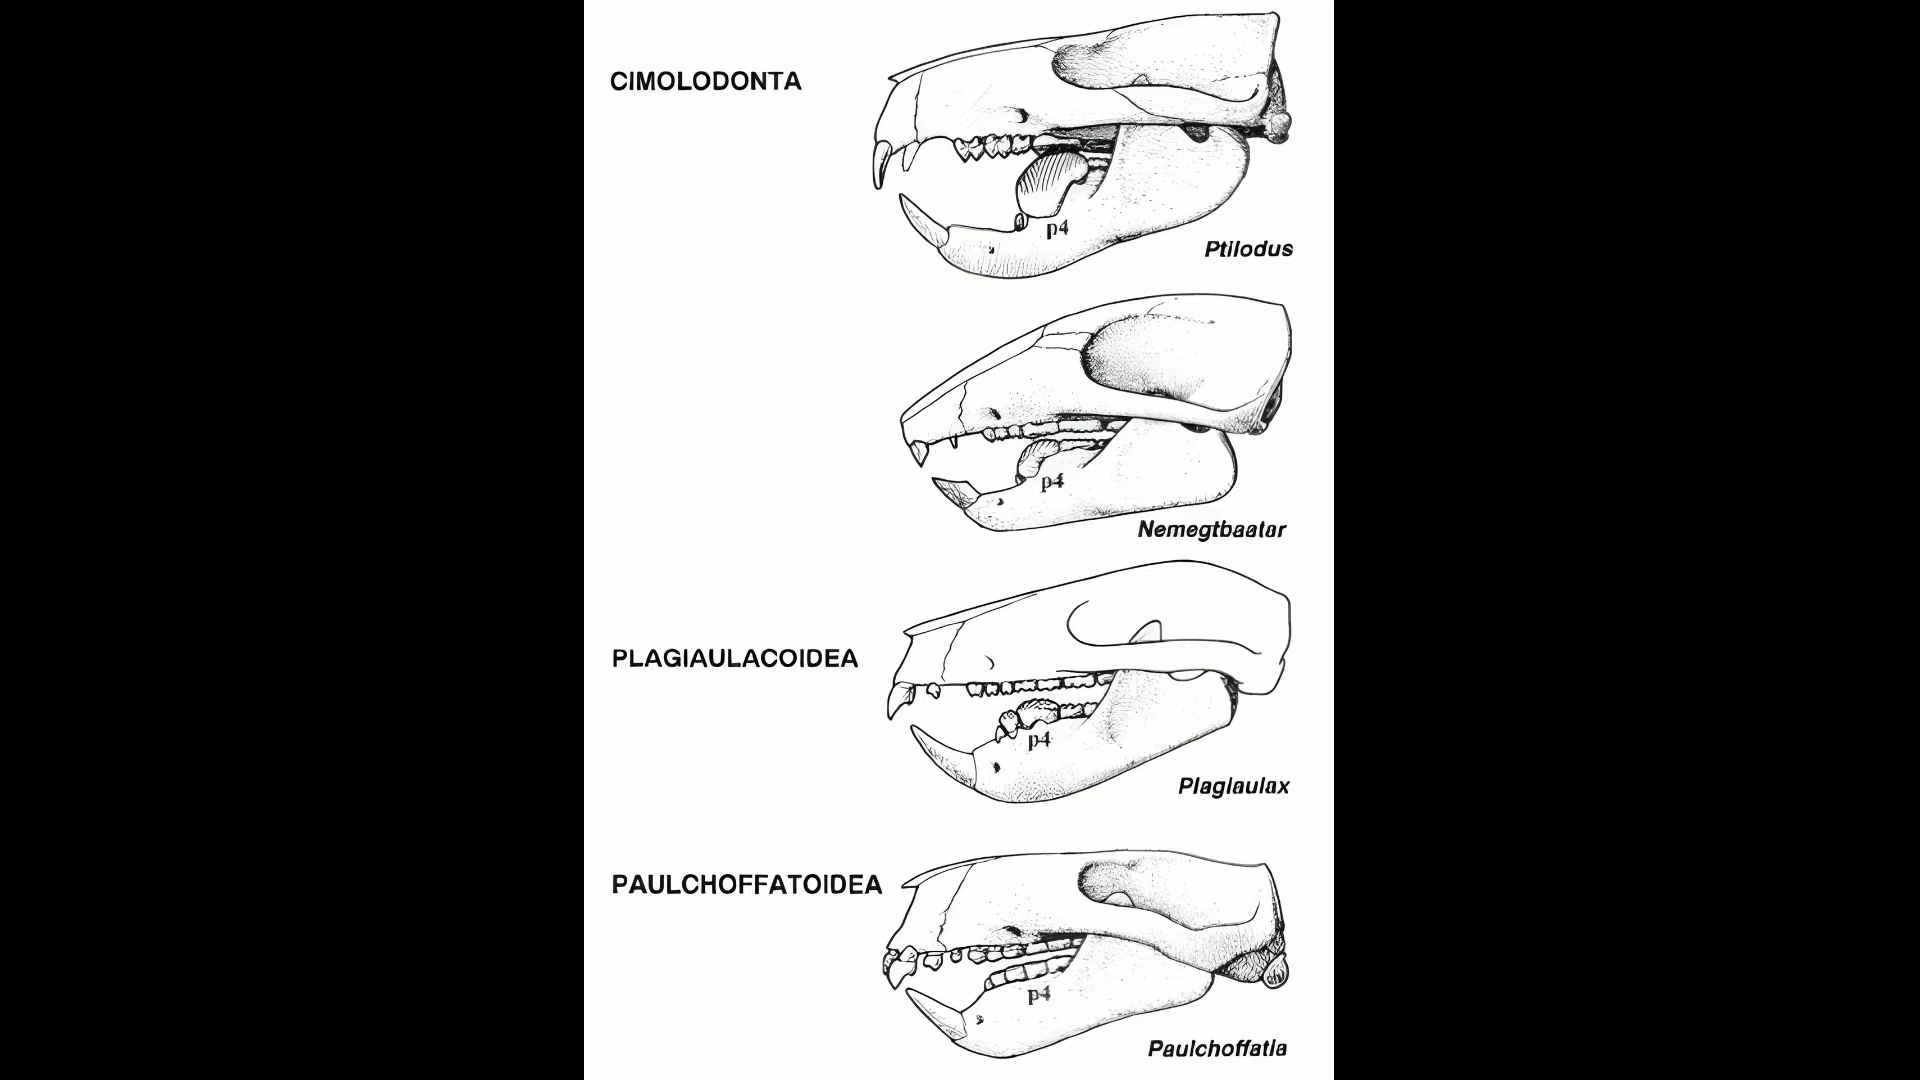 CIMOLODONTA
p4
Ptilodus
p4
Nemegtbaatar
PLAGIAULACOIDEA
p4
Plagiaulax
PAULCHOFFATOIDEA
p4
Paulchoffatia